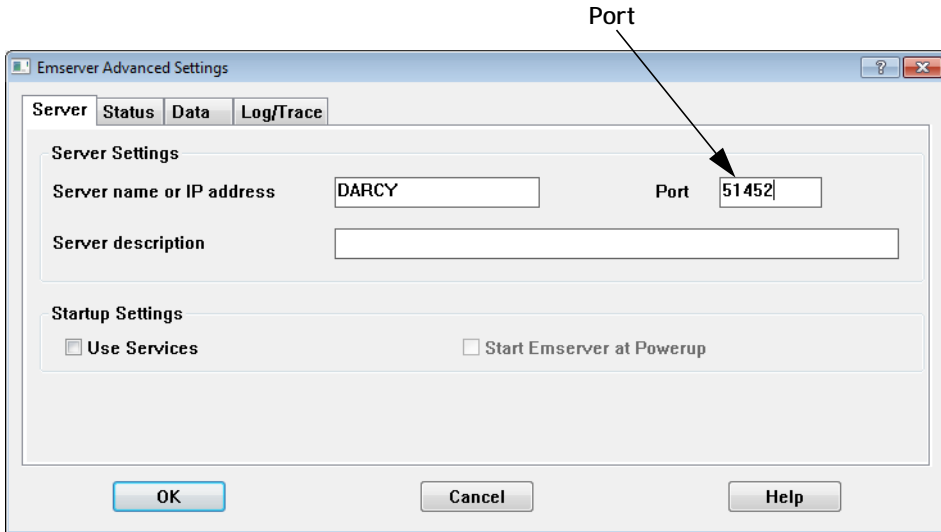 Port
Emserver Advanced Settings
Server Status Data Log/Trace
Server Settings
Server name or IP address DARCY Port 51452
Server description
Startup Settings
Use Services Start Emserver at Powerup
OK Cancel Help